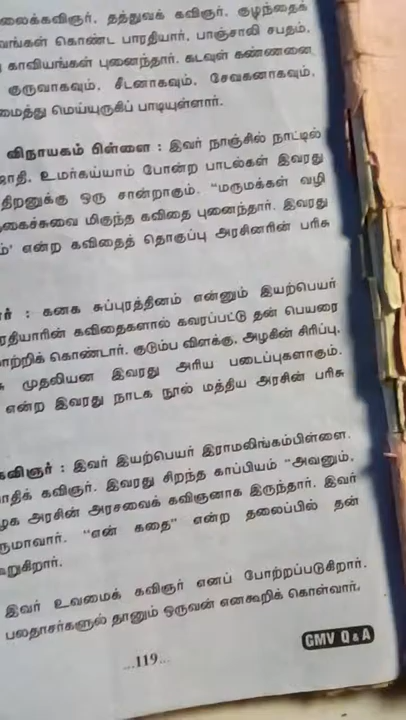 லைக்கவிஞர், தத்துவக் கவிஞர், குழந்தைக்
வங்கள் கொண்ட பாரதியார், பாஞ்சாலி சபதம்,
காவியங்கள் புனைந்தார். கடவுள் கண்ணனை
குருவாகவும், சீடனாகவும், சேவகனாகவும்,
மைத்து மெய்யுருகிப் பாடியுள்ளார்.
விநாயகம் பிள்ளை : இவர் நாஞ்சில் நாட்டில்
ஜாதி, உமர்கய்யாம் போன்ற பாடல்கள் இவரது
திறனுக்கு ஒரு சான்றாகும். "மருமக்கள் வழி
கைச்சுவை மிகுந்த கவிதை புனைந்தார். இவரது
ம்' என்ற கவிதைத் தொகுப்பு அரசினரின் பரிசு
ர் : கனக சுப்புரத்தினம் என்னும் இயற்பெயர்
ரதியாரின் கவிதைகளால் கவரப்பட்டு தன் பெயரை
மாற்றிக் கொண்டார். குடும்ப விளக்கு, அழகின் சிரிப்பு,
முதலியன இவரது அரிய படைப்புகளாகும்.
என்ற இவரது நாடக நூல் மத்திய அரசின் பரிசு
கவிஞர் : இவர் இயற்பெயர் இராமலிங்கம்பிள்ளை.
ாதிக் கவிஞர். இவரது சிறந்த காப்பியம் "அவனும்,
ழக அரசின் அரசவைக் கவிஞனாக இருந்தார். இவர்
ருமாவார். "என் கதை" என்ற தலைப்பில் தன்
கூறுகிறார்.
இவர் உவமைக் கவிஞர் எனப் போற்றப்படுகிறார்.
பலதாசர்களுல் தானும் ஒருவன் எனகூறிக் கொள்வார்.
GMV Q & A
...119...